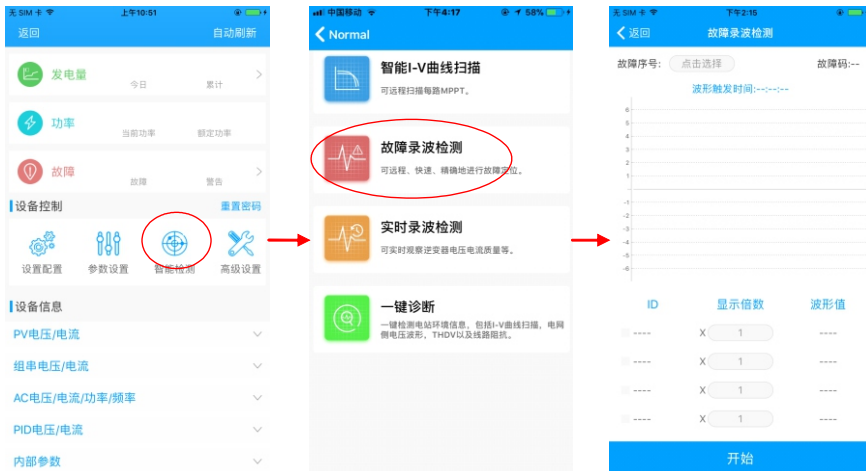 无 SIM 卡 上午10:51
返回 自动刷新
发电量
今日 累计
功率
当前功率 额定功率
故障
故障 警告
设备控制 重置密码
设置配置 参数设置 智能检测 高级设置
设备信息
PV电压/电流
组串电压/电流
AC电压/电流/功率/频率
PID电压/电流
内部参数
中国移动 下午4:17 58%
Normal
智能I-V曲线扫描
可远程扫描每路MPPT。
故障录波检测
可远程、快速、精确地进行故障定位。
实时录波检测
可实时观察逆变器电压电流质量等。
一键诊断
一键检测电站环境信息，包括I-V曲线扫描，电网
侧电压波形，THDV以及线路阻抗。
无 SIM 卡 下午2:15
返回 故障录波检测
故障序号: 点击选择 故障码:--
波形触发时间:--:--:--
6
5
4
3
2
1
-1
-2
-3
-4
-5
-6
ID 显示倍数 波形值
---- X 1 ----
---- X 1 ----
---- X 1 ----
---- X 1 ----
开始